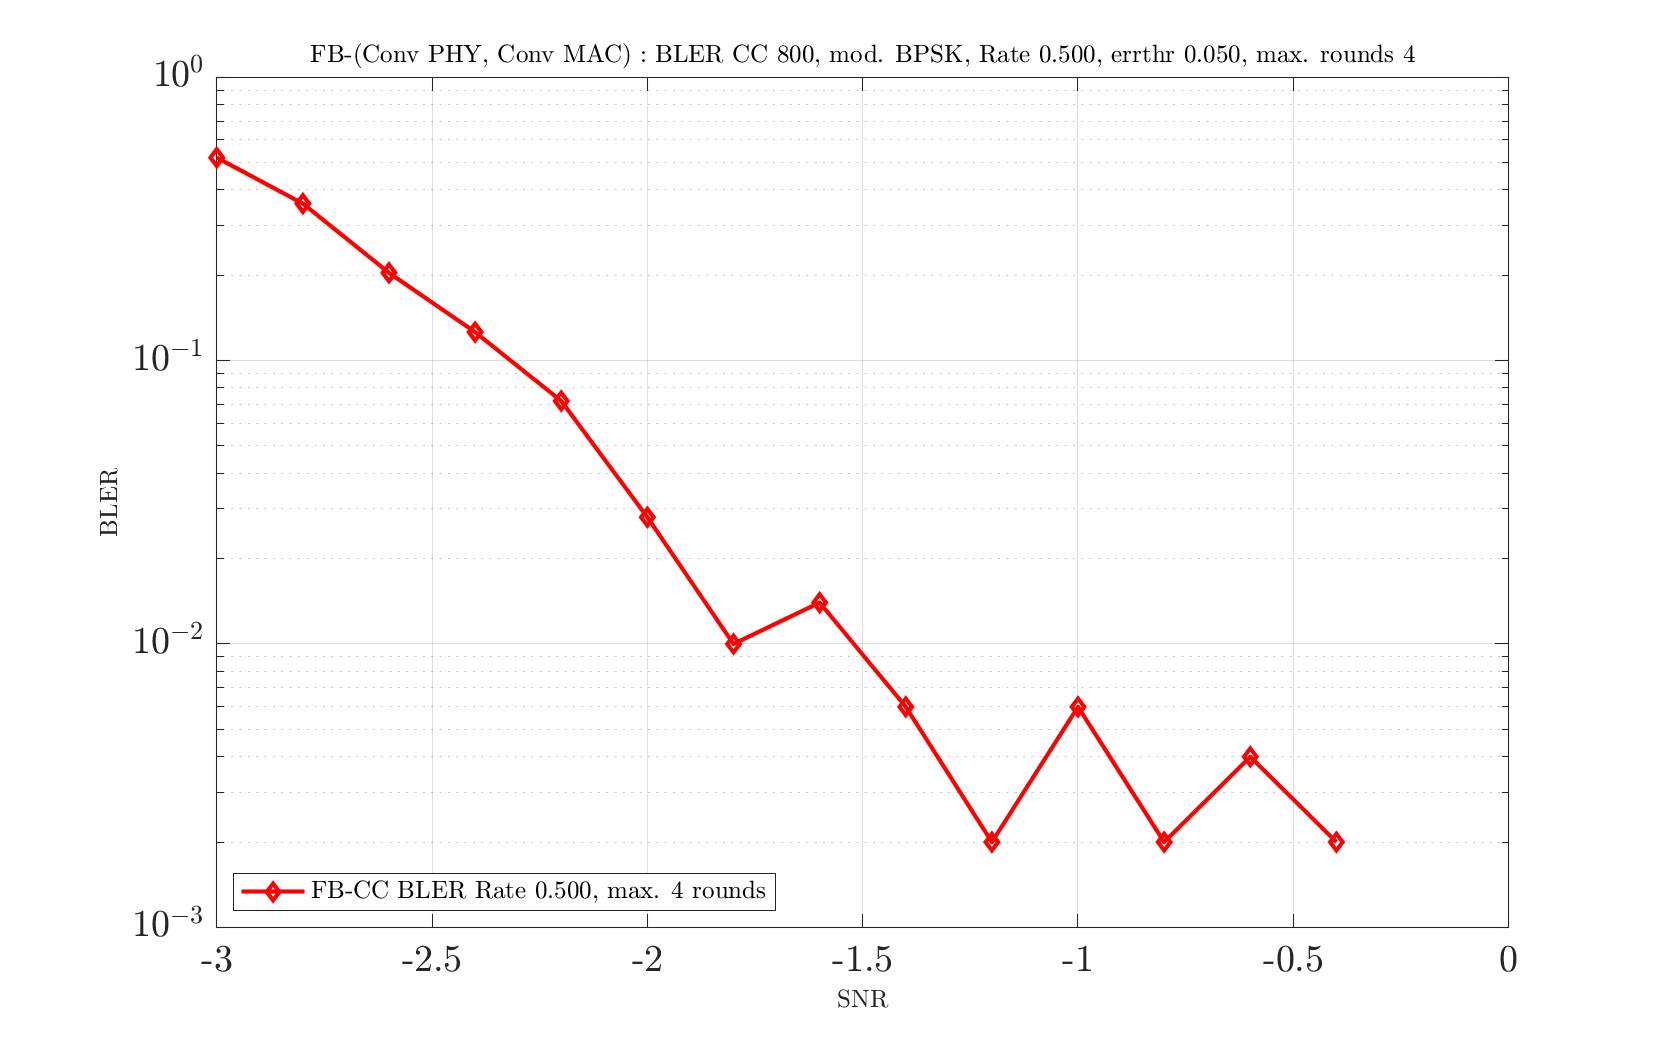 FB-(Conv PHY, Conv MAC) : BLER CC 800, mod. BPSK, Rate 0.500, errthr 0.050, max. rounds 4
10^0
10^-1
BLER
10^-2
10^-3
FB-CC BLER Rate 0.500, max. 4 rounds
-3 -2.5 -2 -1.5 -1 -0.5 0
SNR